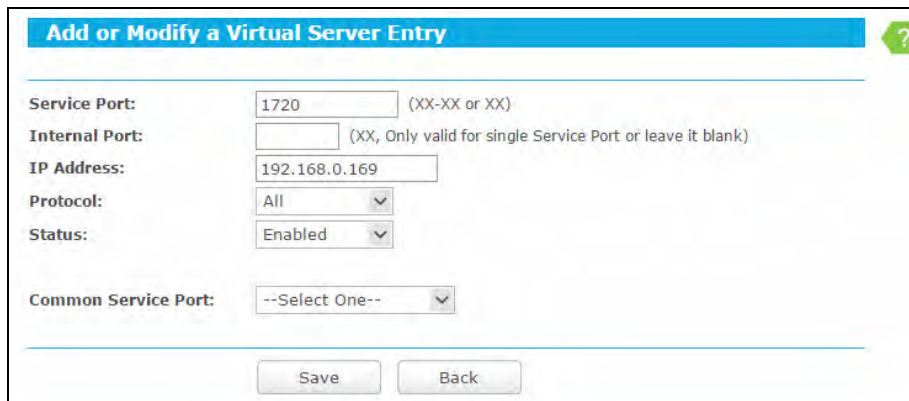 Add or Modify a Virtual Server Entry
?
Service Port: 1720 (XX-XX or XX)
Internal Port: (XX, Only valid for single Service Port or leave it blank)
IP Address: 192.168.0.169
Protocol: All
Status: Enabled
Common Service Port: --Select One--
Save Back